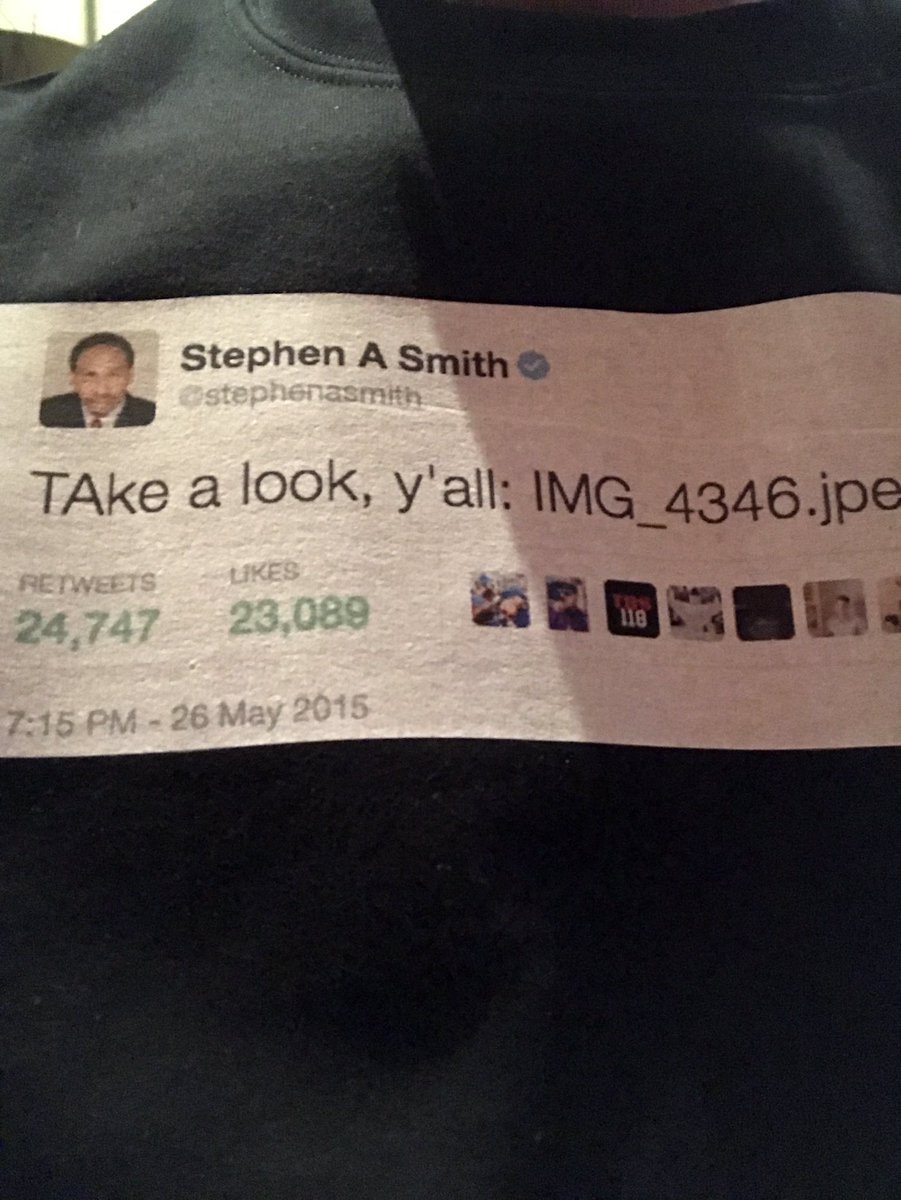 Stephen A Smith
@stephenasmith
TAke a look, y'all: IMG_4346.jpe
RETWEETS
LIKES
24,747
23,089
118
7:15 PM - 26 May 2015